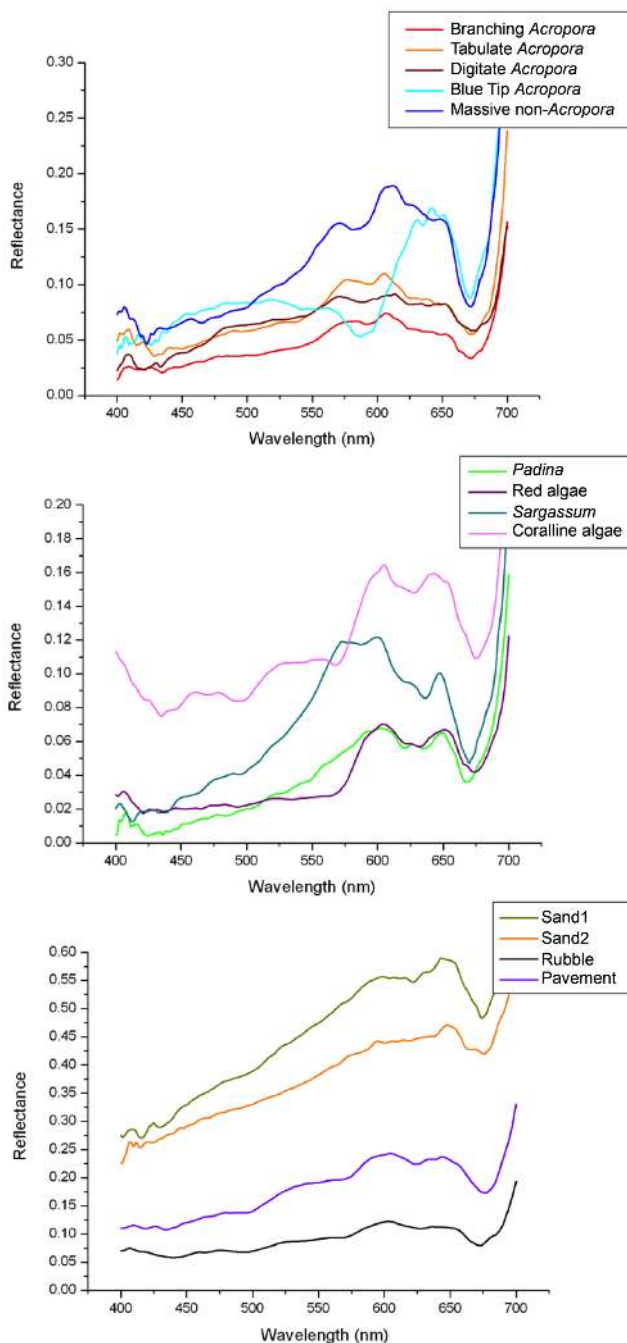 Branching Acropora
Tabulate Acropora
Digitate Acropora
Blue Tip Acropora
Massive non-Acropora
0.30
0.20
0.15
0.10
0.05
0.00
Reflectance
400 450 500 550 600 650 700
Wavelength (nm)
Padina
Red algae
Sargassum
Coralline algae
0.20
0.18
0.16
0.14
0.12
0.10
0.08
0.06
0.04
0.02
0.00
Reflectance
400 450 500 550 600 650 700
Wavelength (nm)
Sand1
Sand2
Rubble
Pavement
0.60
0.55
0.50
0.45
0.40
0.35
0.30
0.25
0.20
0.15
0.10
0.05
0.00
Reflectance
400 450 500 550 600 650 700
Wavelength (nm)